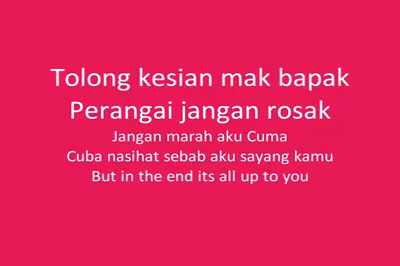 Tolong kesian mak bapak
Perangai jangan rosak
Jangan marah aku Cuma
Cuba nasihat sebab aku sayang kamu
But in the end its all up to you